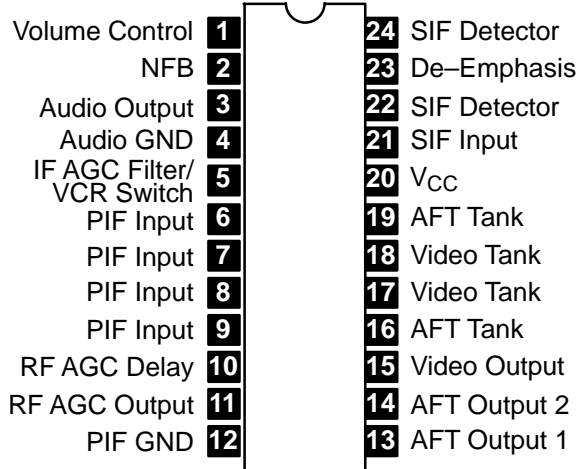 Volume Control 1 24 SIF Detector
NFB 2 23 De–Emphasis
Audio Output 3 22 SIF Detector
Audio GND 4 21 SIF Input
IF AGC Filter/
VCR Switch 5 20 VCC
PIF Input 6 19 AFT Tank
PIF Input 7 18 Video Tank
PIF Input 8 17 Video Tank
PIF Input 9 16 AFT Tank
RF AGC Delay 10 15 Video Output
RF AGC Output 11 14 AFT Output 2
PIF GND 12 13 AFT Output 1